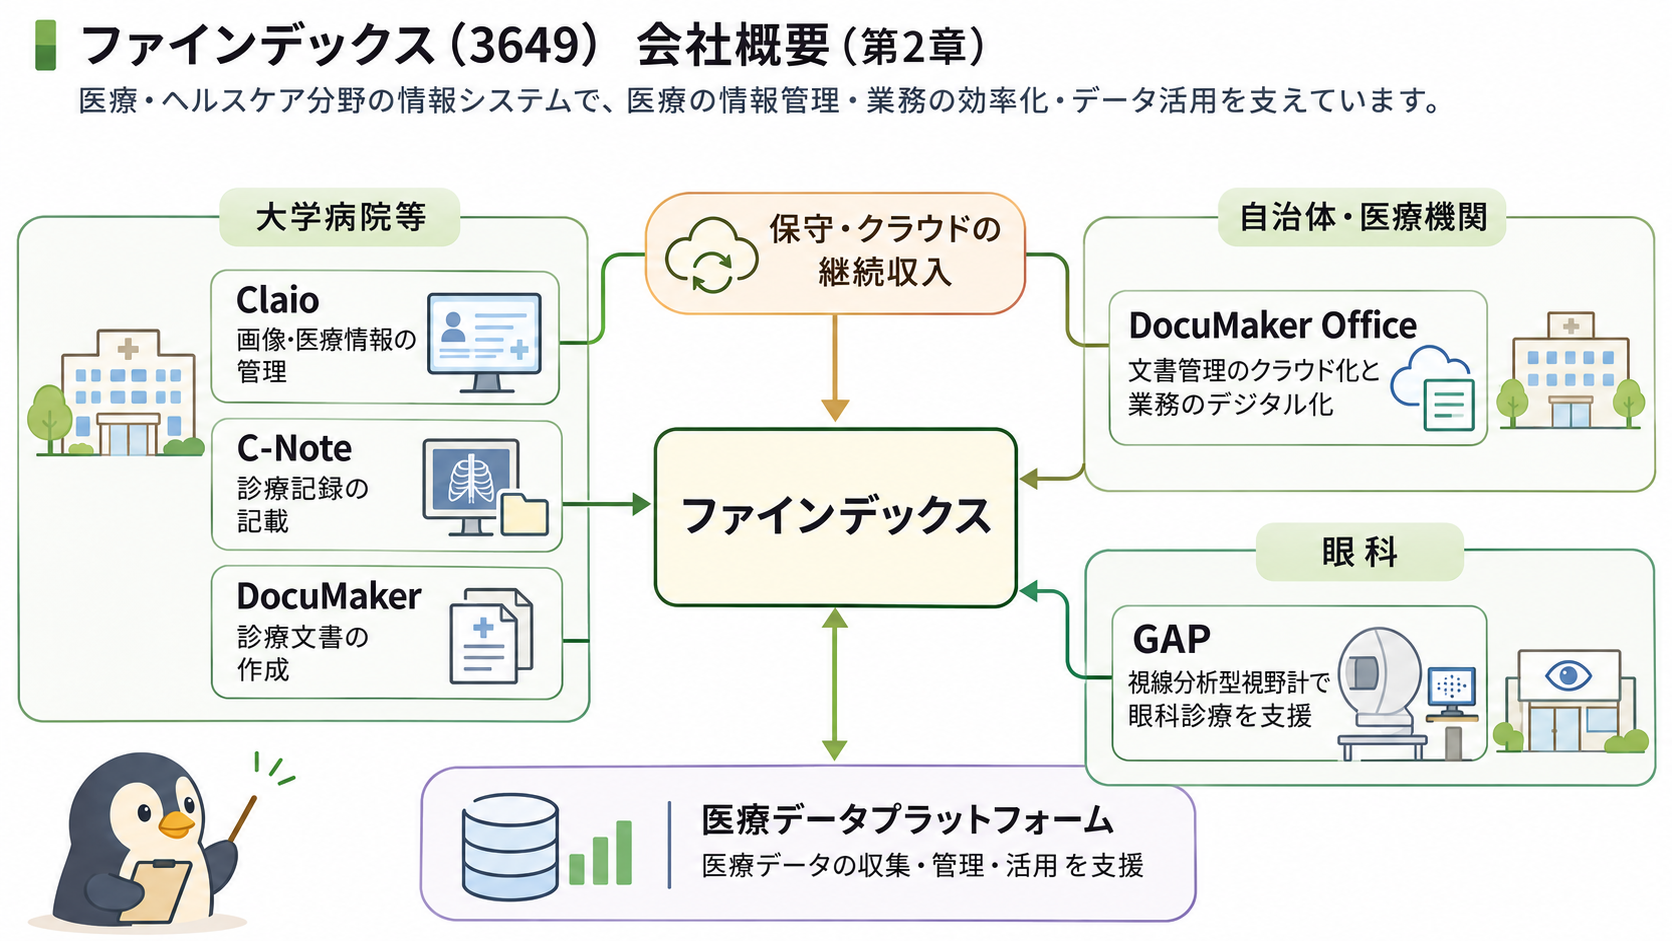 ファインデックス（3649） 会社概要（第2章）
医療・ヘルスケア分野の情報システムで、医療の情報管理・業務の効率化・データ活用を支えています。
大学病院等
Claio
画像・医療情報の
管理
C-Note
診療記録の
記載
DocuMaker
診療文書の
作成
保守・クラウドの
継続収入
ファインデックス
自治体・医療機関
DocuMaker Office
文書管理のクラウド化と
業務のデジタル化
眼科
GAP
視線分析型視野計で
眼科診療を支援
医療データプラットフォーム
医療データの収集・管理・活用を支援